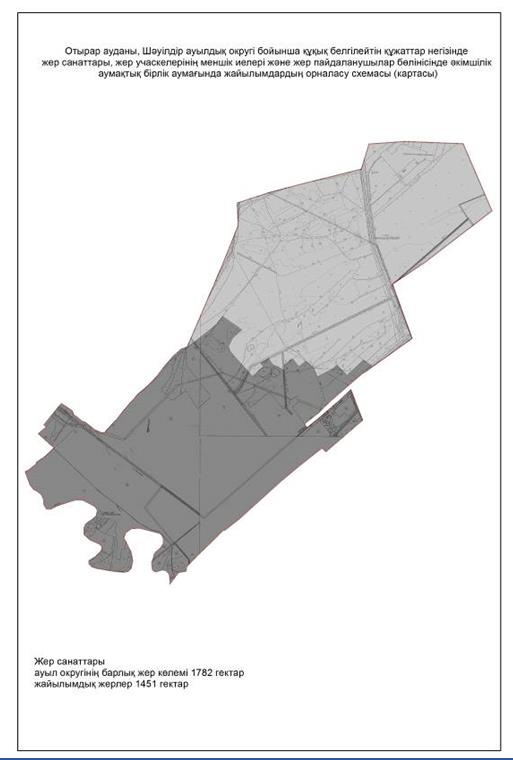 Отырар ауданы, Шәуілдір ауылдық округі бойынша құқық белгілейтін құжаттар негізінде
жер санаттары, жер учаскелерінің меншік иелері және жер пайдаланушылар бөлінісінде әкімшілік
аумақтық бірлік аумағында жайылымдардың орналасу схемасы (картасы)
Жер санаттары
ауыл округінің барлық жер көлемі 1782 гектар
жайылымдық жерлер 1451 гектар